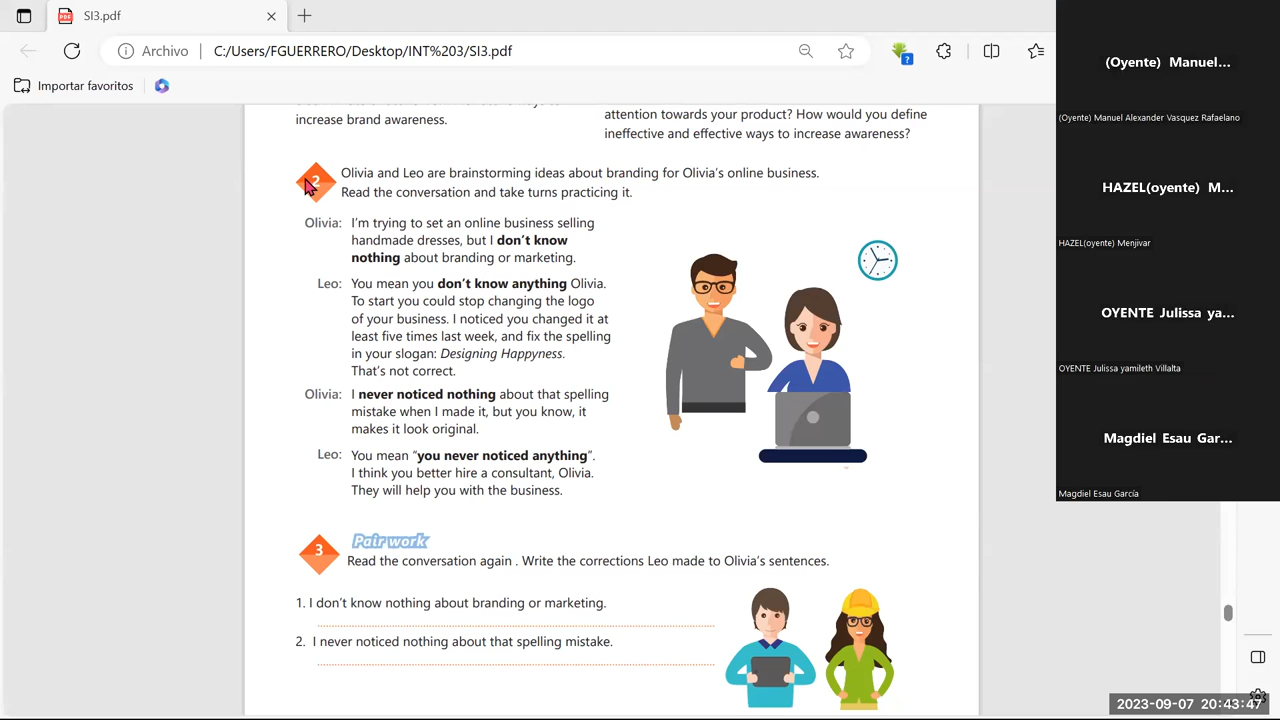 SI3.pdf
Archivo
C:/Users/FGUERRERO/Desktop/INT%203/SI3.pdf
Importar favoritos
increase brand awareness.
attention towards your product? How would you define
ineffective and effective ways to increase awareness?
2
Olivia and Leo are brainstorming ideas about branding for Olivia's online business.
Read the conversation and take turns practicing it.
Olivia: I'm trying to set an online business selling
handmade dresses, but I don't know
nothing about branding or marketing.
Leo: You mean you don't know anything Olivia.
To start you could stop changing the logo
of your business. I noticed you changed it at
least five times last week, and fix the spelling
in your slogan: Designing Happyness.
That's not correct.
Olivia: I never noticed nothing about that spelling
mistake when I made it, but you know, it
makes it look original.
Leo: You mean "you never noticed anything".
I think you better hire a consultant, Olivia.
They will help you with the business.
3
Pair work
Read the conversation again . Write the corrections Leo made to Olivia's sentences.
1. I don't know nothing about branding or marketing.
2. I never noticed nothing about that spelling mistake.
(Oyente) Manuel...
(Oyente) Manuel Alexander Vasquez Rafaelano
HAZEL(oyente) M...
HAZEL(oyente) Menjivar
OYENTE Julissa ya...
OYENTE Julissa yamileth Villalta
Magdiel Esau Gar...
Magdiel Esau García
2023-09-07 20:43:47